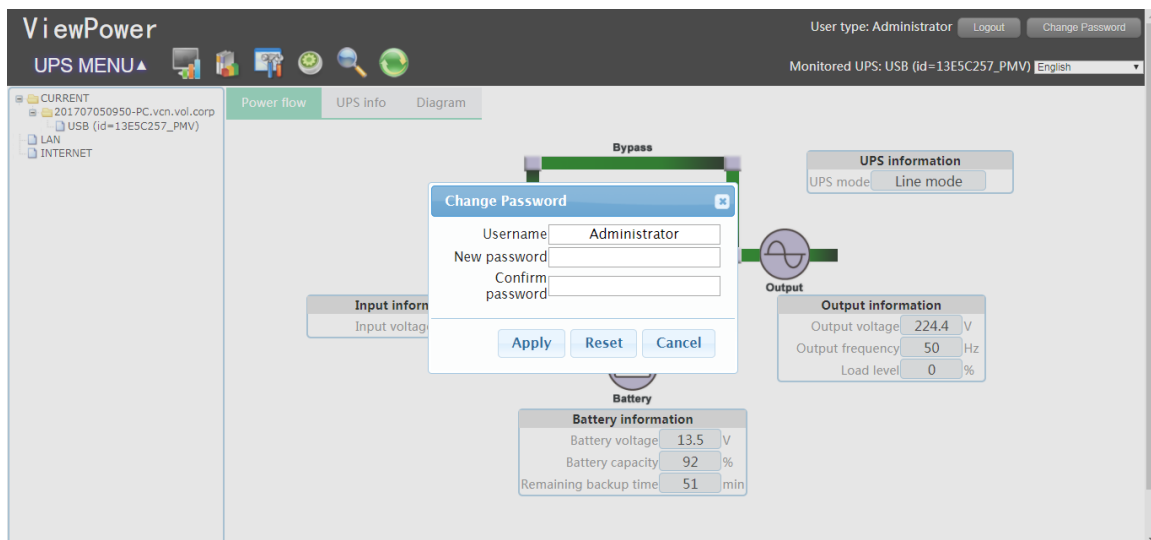 ViewPower
User type: Administrator Logout Change Password
UPS MENU▲
Monitored UPS: USB (id=13E5C257_PMV) English
CURRENT
201707050950-PC.vcn.vol.corp
USB (id=13E5C257_PMV)
LAN
INTERNET
Power flow UPS info Diagram
Bypass
UPS information
UPS mode Line mode
Change Password
Username Administrator
New password
Confirm
password
Apply Reset Cancel
Output
Input inforn
Input voltag
Output information
Output voltage 224.4 V
Output frequency 50 Hz
Load level 0 %
Battery
Battery information
Battery voltage 13.5 V
Battery capacity 92 %
Remaining backup time 51 min